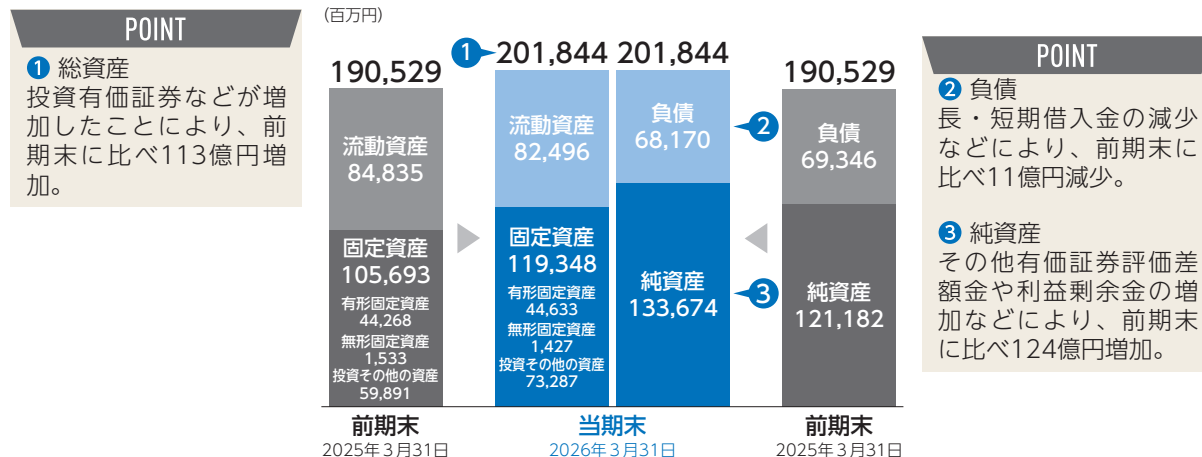 POINT
❶ 総資産
投資有価証券などが増
加したことにより、前
期末に比べ113億円増
加。
(百万円)
190,529
流動資産
84,835
固定資産
105,693
有形固定資産
44,268
無形固定資産
1,533
投資その他の資産
59,891
前期末
2025年3月31日
❶ 201,844
流動資産
82,496
固定資産
119,348
有形固定資産
44,633
無形固定資産
1,427
投資その他の資産
73,287
201,844
負債
68,170
❷
純資産
133,674
❸
当期末
2026年3月31日
190,529
負債
69,346
純資産
121,182
前期末
2025年3月31日
POINT
❷ 負債
長・短期借入金の減少
などにより、前期末に
比べ11億円減少。
❸ 純資産
その他有価証券評価差
額金や利益剰余金の増
加などにより、前期末
に比べ124億円増加。